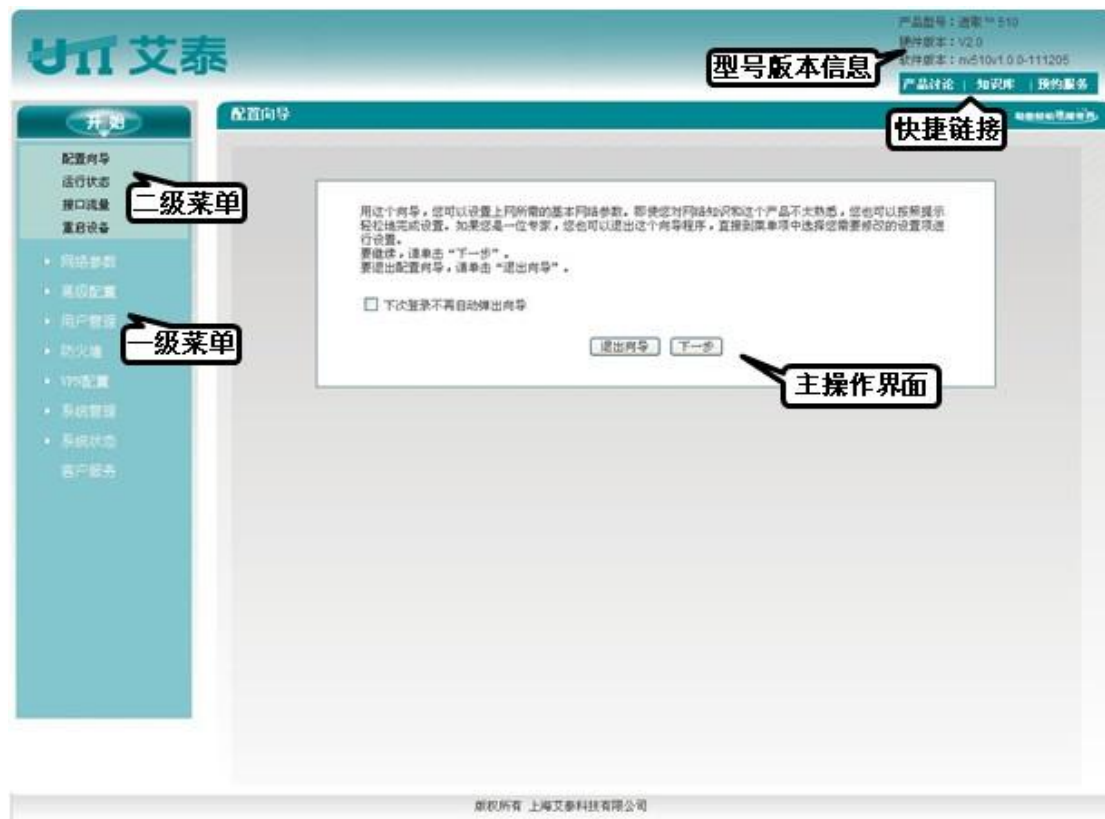 UTT 艾泰
产品型号：进取™ 510
硬件版本：V2.0
软件版本：nv510v1.0.0-111205
型号版本信息
产品讨论 | 知识库 | 预约服务
快捷链接
开始
配置向导
配置向导
运行状态
接口流量
重启设备
二级菜单
网络参数
高级配置
用户管理
防火墙
VPN配置
系统管理
系统状态
客户服务
一级菜单
用这个向导，您可以设置上网所需的基本网络参数。即使您对网络知识和这个产品不太熟悉，您也可以按照提示
轻松地完成设置。如果您是一位专家，您也可以退出这个向导程序，直接到菜单项中选择您需要修改的设置项进
行设置。
要继续，请单击“下一步”。
要退出配置向导，请单击“退出向导”。
下次登录不再自动弹出向导
退出向导 下一步
主操作界面
版权所有 上海艾泰科技有限公司